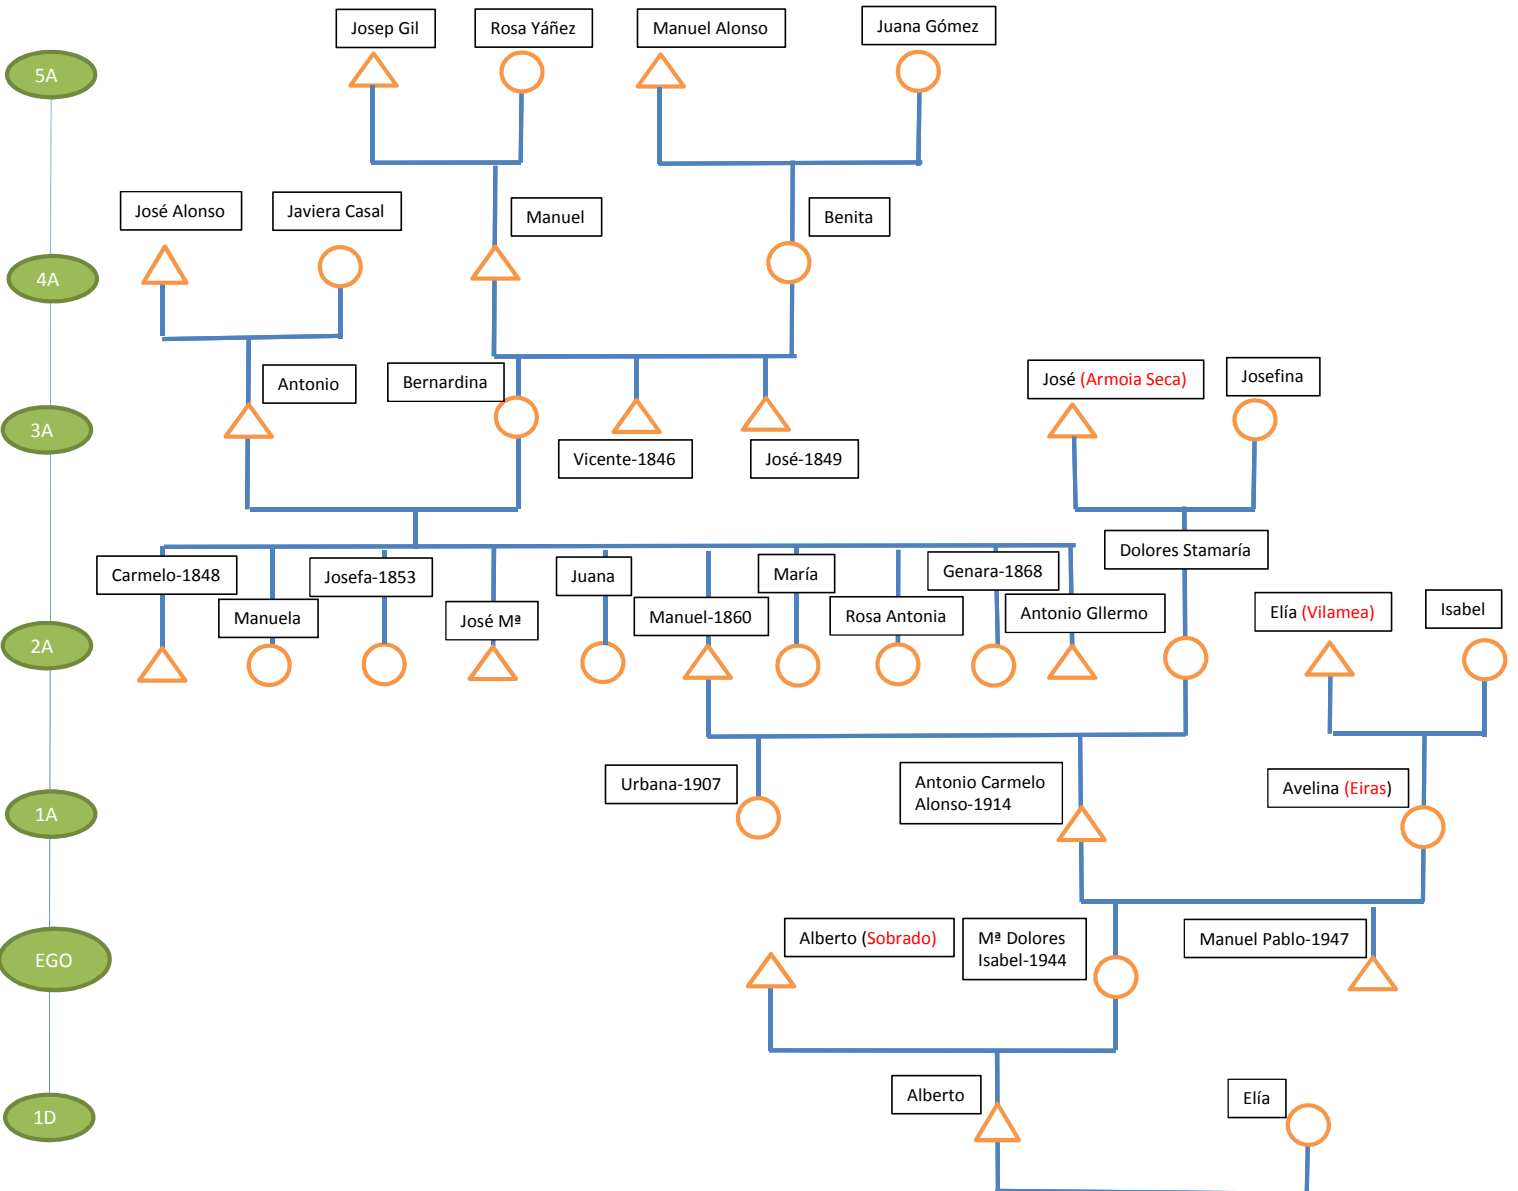 Josep Gil
Rosa Yáñez
Manuel Alonso
Juana Gómez
5A
José Alonso
Javiera Casal
Manuel
Benita
4A
Antonio
Bernardina
José (Armoia Seca)
Josefina
3A
Vicente-1846
José-1849
Dolores Stamaría
Carmelo-1848
Josefa-1853
Juana
María
Genara-1868
Manuela
José Mª
Manuel-1860
Rosa Antonia
Antonio Gllermo
Elía (Vilamea)
Isabel
2A
Urbana-1907
Antonio Carmelo
Alonso-1914
Avelina (Eiras)
1A
Alberto (Sobrado)
Mª Dolores
Isabel-1944
Manuel Pablo-1947
EGO
Alberto
Elía
1D